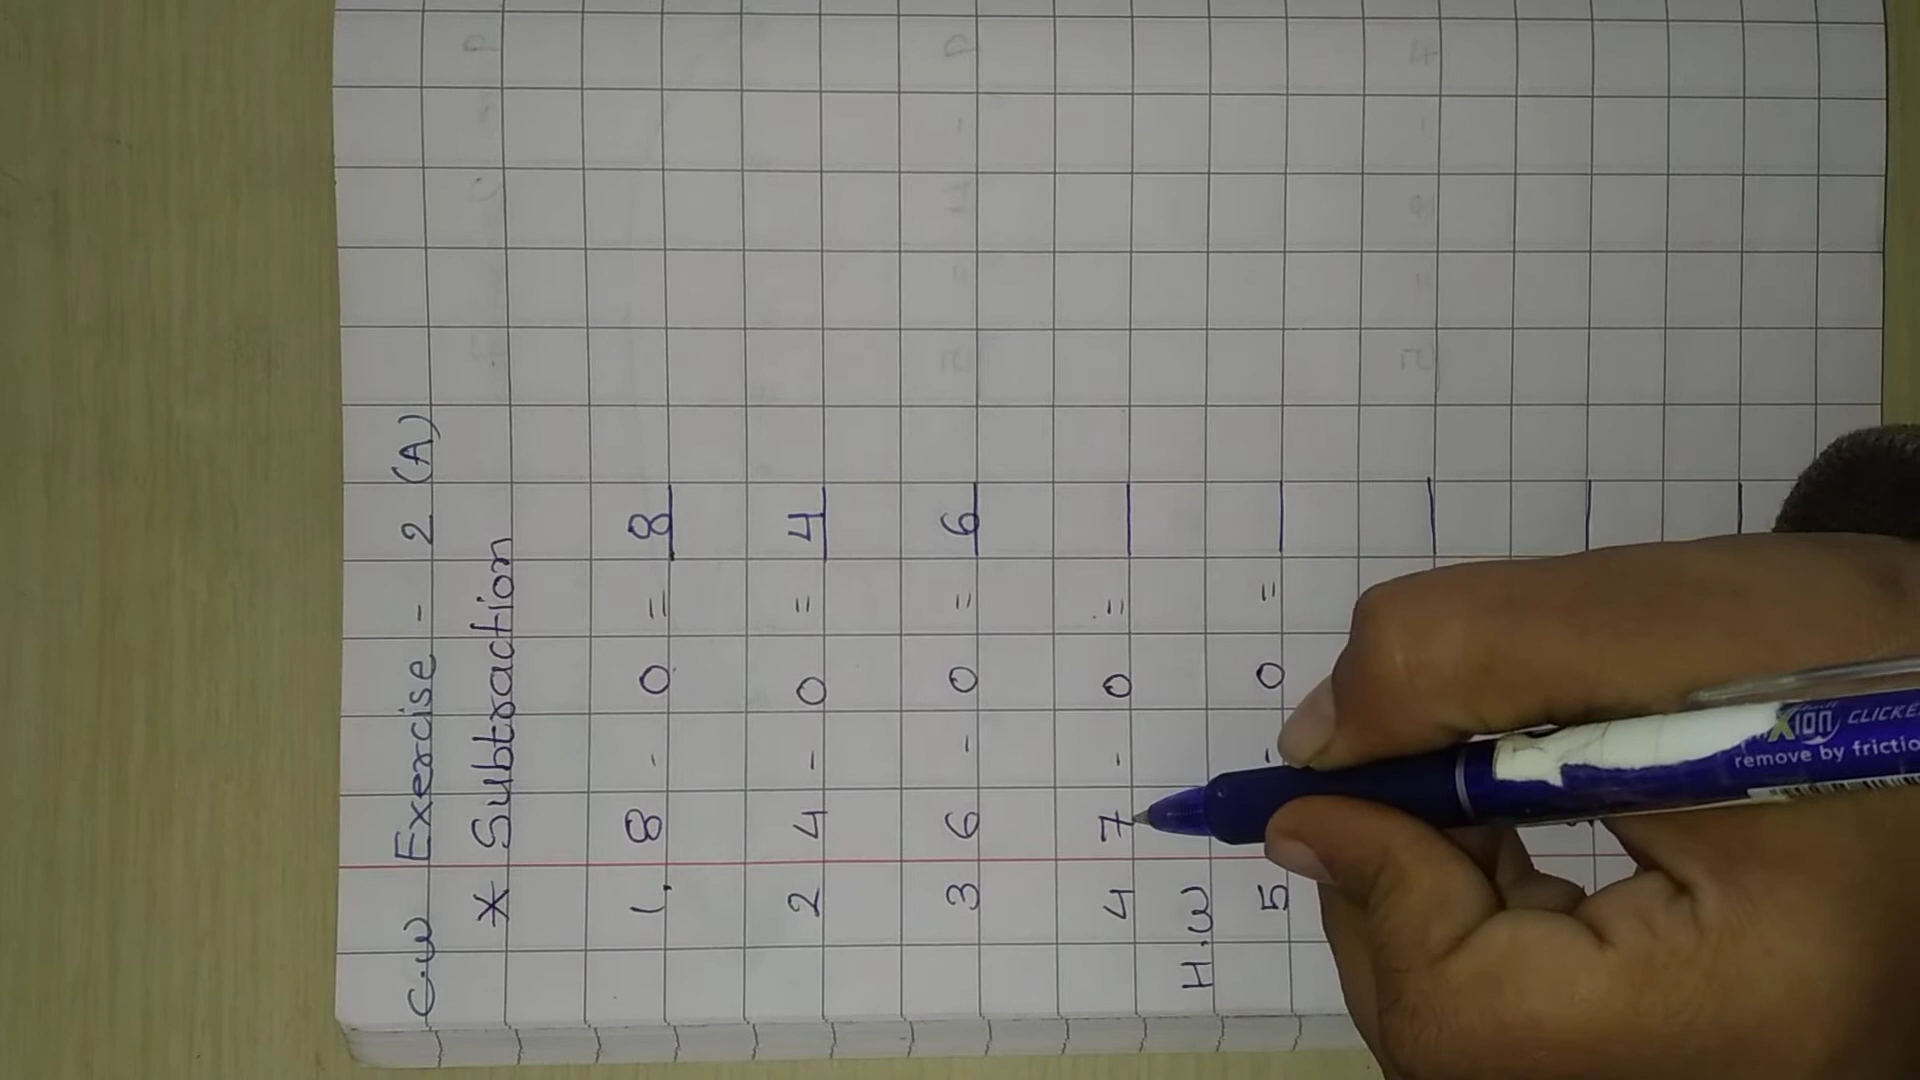 C.W Exercise - 2 (A)
* Subtraction
1. 8 - 0 = 8
2 4 - 0 = 4
3 6 - 0 = 6
4 7 - 0 =
H.W
5 - 0 =
CLICKE
remove by frictio